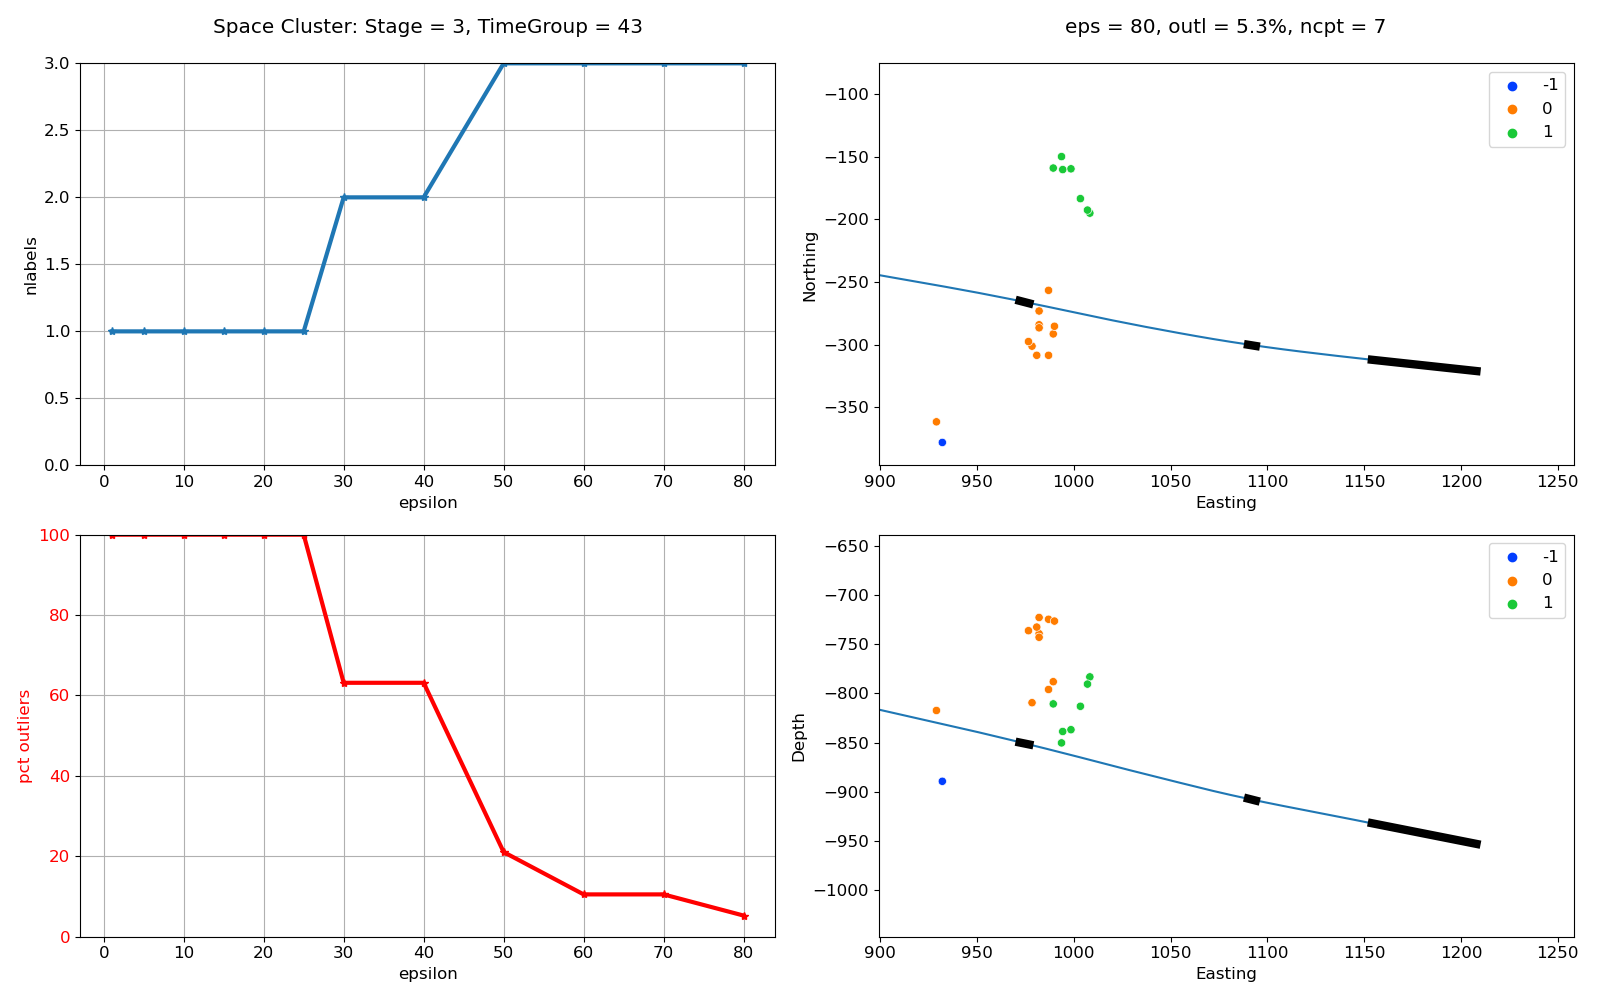 Space Cluster: Stage = 3, TimeGroup = 43
3.0
2.5
2.0
1.5
1.0
0.5
0.0
nlabels
0 10 20 30 40 50 60 70 80
epsilon
eps = 80, outl = 5.3%, ncpt = 7
−100
−150
−200
−250
−300
−350
Northing
-1
0
1
900 950 1000 1050 1100 1150 1200 1250
Easting
100
80
60
40
20
0
pct outliers
0 10 20 30 40 50 60 70 80
epsilon
−650
−700
−750
−800
−850
−900
−950
−1000
Depth
-1
0
1
900 950 1000 1050 1100 1150 1200 1250
Easting